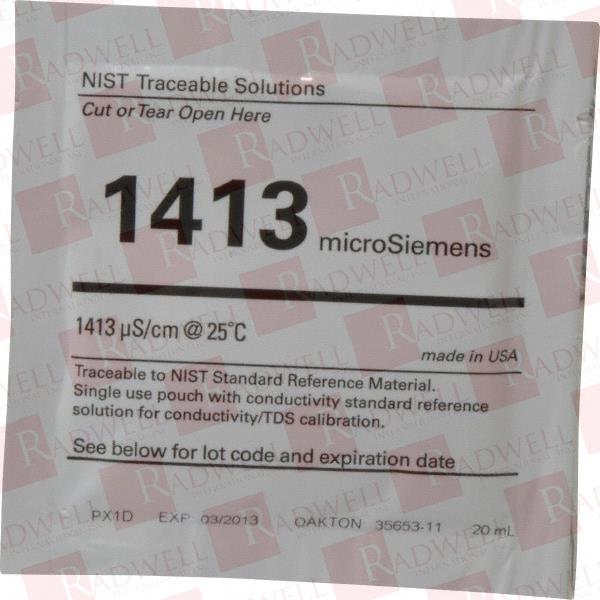 NIST Traceable Solutions
Cut or Tear Open Here
1413 microSiemens
1413 µS/cm @ 25°C
made in USA
Traceable to NIST Standard Reference Material.
Single use pouch with conductivity standard reference
solution for conductivity/TDS calibration.
See below for lot code and expiration date
PX1D EXP 03/2013 OAKTON 35653-11 20 mL
RADWELL
INTERNATIONAL INC.